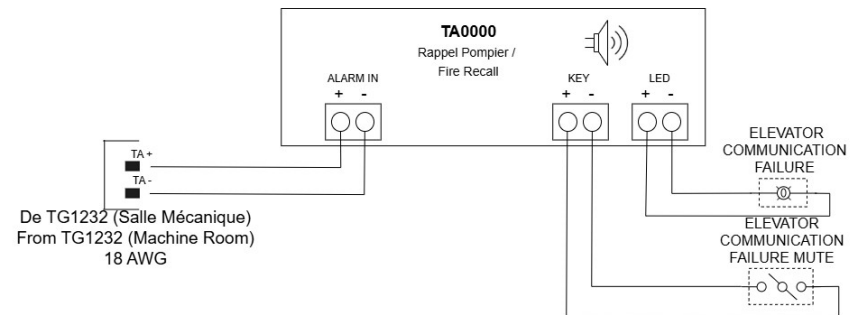 TA0000
Rappel Pompier /
Fire Recall
ALARM IN
+ -
KEY
+ -
LED
+ -
TA +
TA -
De TG1232 (Salle Mécanique)
From TG1232 (Machine Room)
18 AWG
ELEVATOR
COMMUNICATION
FAILURE
ELEVATOR
COMMUNICATION
FAILURE MUTE